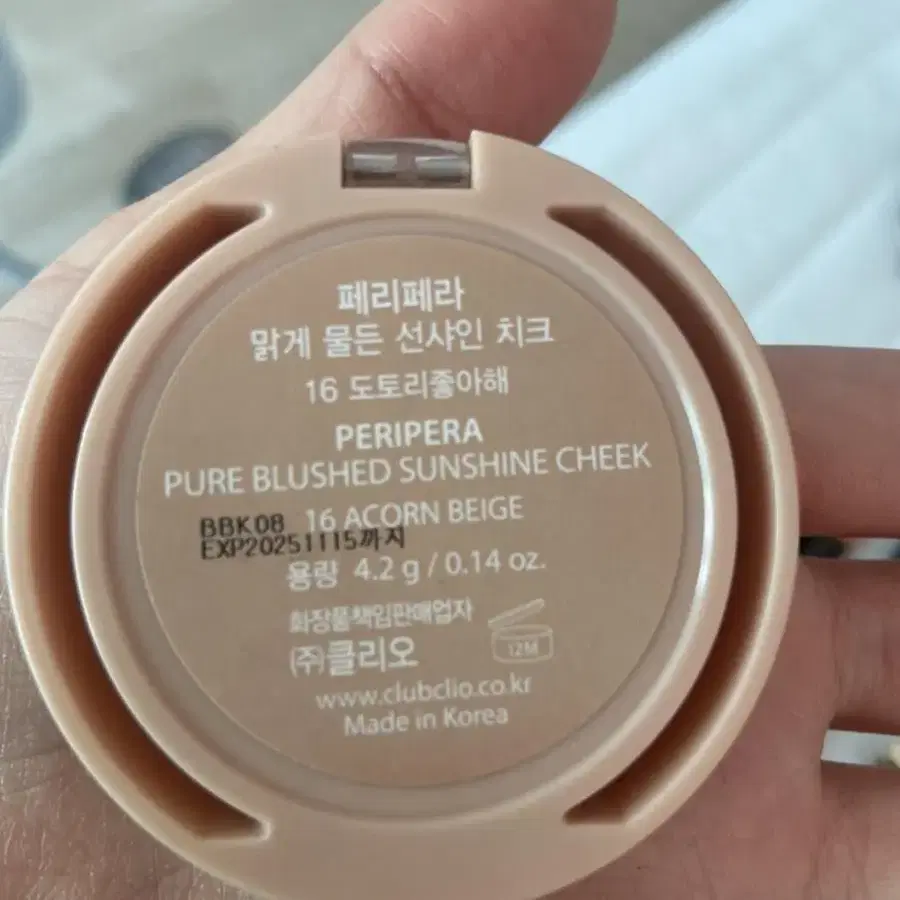 페리페라
맑게 물든 선샤인 치크
16 도토리좋아해
PERIPERA
PURE BLUSHED SUNSHINE CHEEK
16 ACORN BEIGE
BBK08
EXP20251115까지
용량 4.2 g / 0.14 oz.
화장품책임판매업자
㈜클리오
12M
www.clubclio.co.kr
Made in Korea